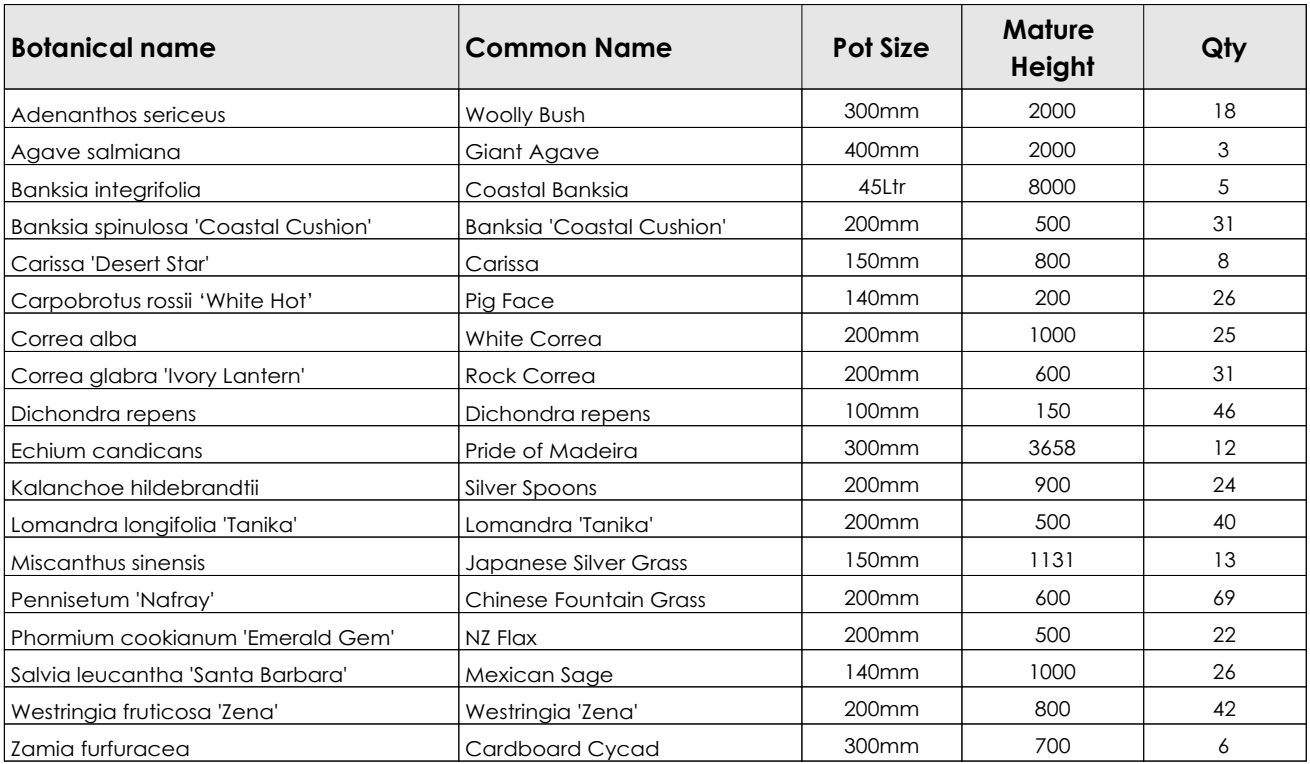 Botanical name Common Name Pot Size Mature Height Qty
Adenanthos sericeus Woolly Bush 300mm 2000 18
Agave salmiana Giant Agave 400mm 2000 3
Banksia integrifolia Coastal Banksia 45Ltr 8000 5
Banksia spinulosa 'Coastal Cushion' Banksia 'Coastal Cushion' 200mm 500 31
Carissa 'Desert Star' Carissa 150mm 800 8
Carpobrotus rossii ‘White Hot’ Pig Face 140mm 200 26
Correa alba White Correa 200mm 1000 25
Correa glabra 'Ivory Lantern' Rock Correa 200mm 600 31
Dichondra repens Dichondra repens 100mm 150 46
Echium candicans Pride of Madeira 300mm 3658 12
Kalanchoe hildebrandtii Silver Spoons 200mm 900 24
Lomandra longifolia 'Tanika' Lomandra 'Tanika' 200mm 500 40
Miscanthus sinensis Japanese Silver Grass 150mm 1131 13
Pennisetum 'Nafray' Chinese Fountain Grass 200mm 600 69
Phormium cookianum 'Emerald Gem' NZ Flax 200mm 500 22
Salvia leucantha 'Santa Barbara' Mexican Sage 140mm 1000 26
Westringia fruticosa 'Zena' Westringia 'Zena' 200mm 800 42
Zamia furfuracea Cardboard Cycad 300mm 700 6